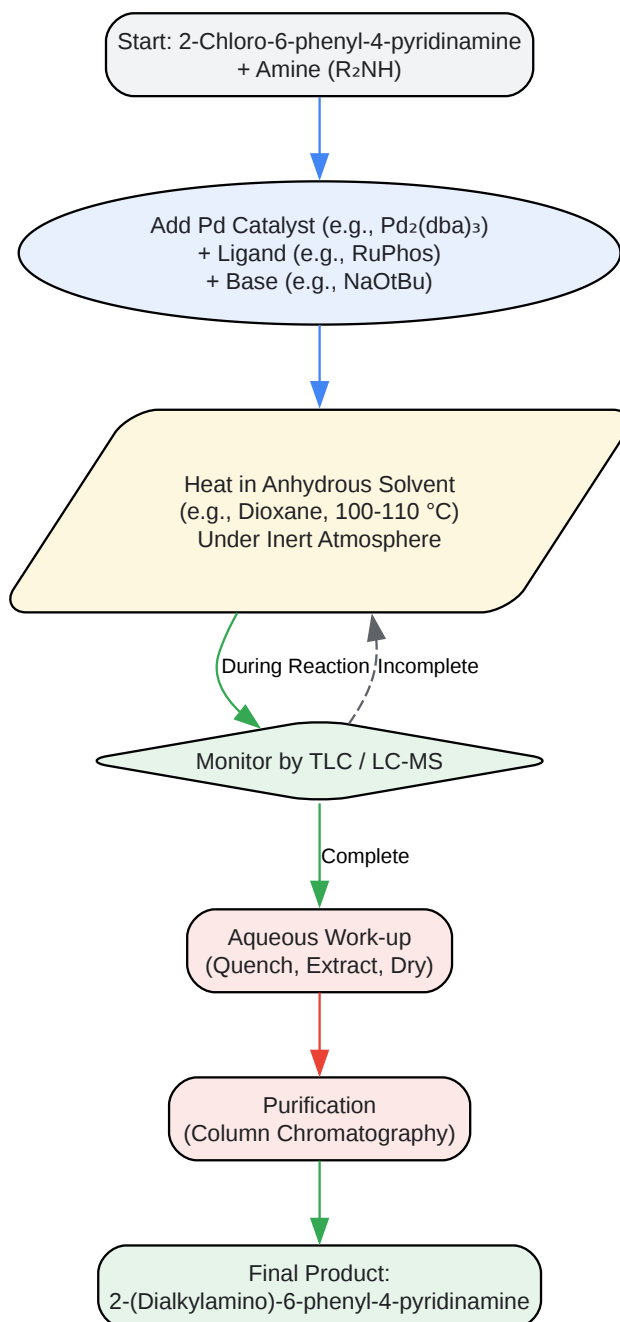 Start: 2-Chloro-6-phenyl-4-pyridinamine
+ Amine (R₂NH)
Add Pd Catalyst (e.g., Pd₂(dba)₃)
+ Ligand (e.g., RuPhos)
+ Base (e.g., NaOtBu)
Heat in Anhydrous Solvent
(e.g., Dioxane, 100-110 °C)
Under Inert Atmosphere
During Reaction
Incomplete
Monitor by TLC / LC-MS
Complete
Aqueous Work-up
(Quench, Extract, Dry)
Purification
(Column Chromatography)
Final Product:
2-(Dialkylamino)-6-phenyl-4-pyridinamine